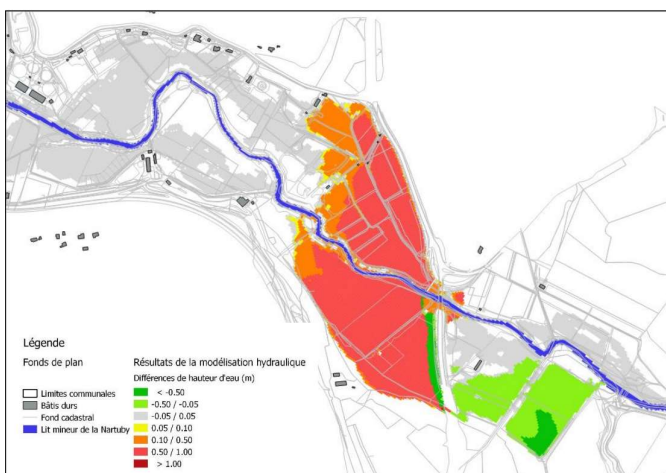 Légende
Fonds de plan
Limites communales
Bâtis durs
Fond cadastral
Lit mineur de la Nartuby
Résultats de la modélisation hydraulique
Différences de hauteur d'eau (m)
< -0.50
-0.50 / -0.05
-0.05 / 0.05
0.05 / 0.10
0.10 / 0.50
0.50 / 1.00
> 1.00